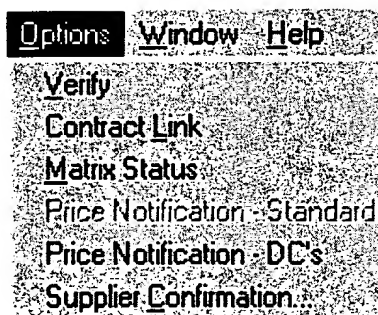 Options Window Help
Verify
Contract Link
Matrix Status
Price Notification - Standard
Price Notification - DC's
Supplier Confirmation...